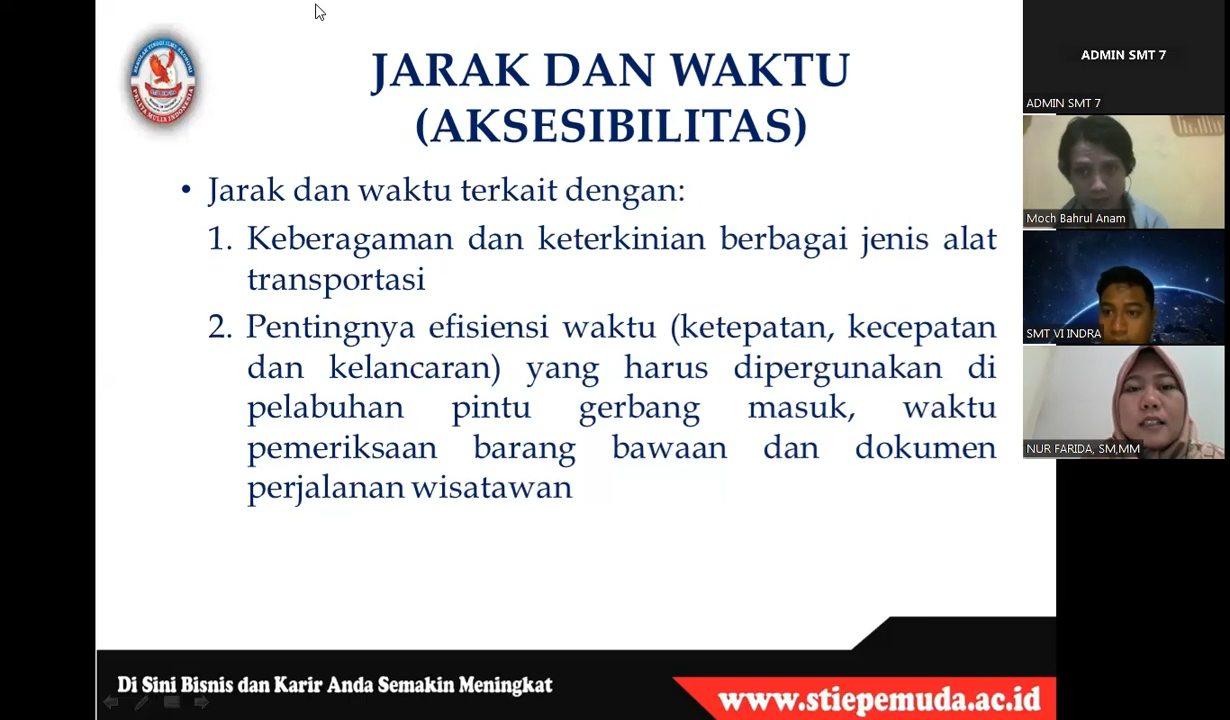 JARAK DAN WAKTU
(AKSESIBILITAS)
• Jarak dan waktu terkait dengan:
1. Keberagaman dan keterkinian berbagai jenis alat
transportasi
2. Pentingnya efisiensi waktu (ketepatan, kecepatan
dan kelancaran) yang harus dipergunakan di
pelabuhan pintu gerbang masuk, waktu
pemeriksaan barang bawaan dan dokumen
perjalanan wisatawan
Di Sini Bisnis dan Karir Anda Semakin Meningkat
www.stiepemuda.ac.id
ADMIN SMT 7
ADMIN SMT 7
Moch Bahrul Anam
SMT VI INDRA
NUR FARIDA, SM,MM